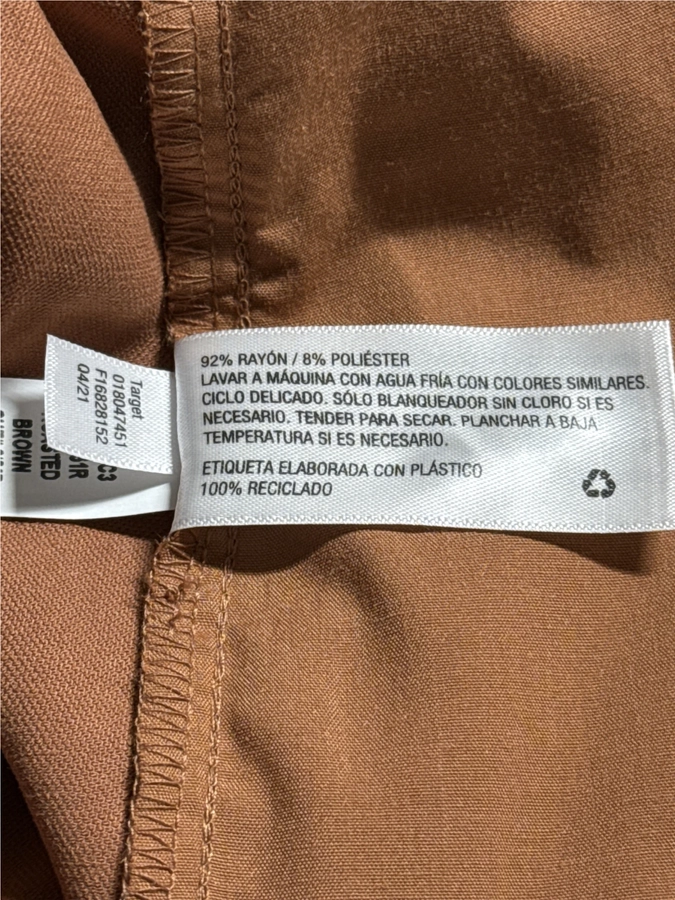 92% RAYÓN / 8% POLIÉSTER
LAVAR A MÁQUINA CON AGUA FRÍA CON COLORES SIMILARES.
CICLO DELICADO. SÓLO BLANQUEADOR SIN CLORO SI ES
NECESARIO. TENDER PARA SECAR. PLANCHAR A BAJA
TEMPERATURA SI ES NECESARIO.
ETIQUETA ELABORADA CON PLÁSTICO
100% RECICLADO
Target
018047451
F16828152
04/21
C3
BROWN